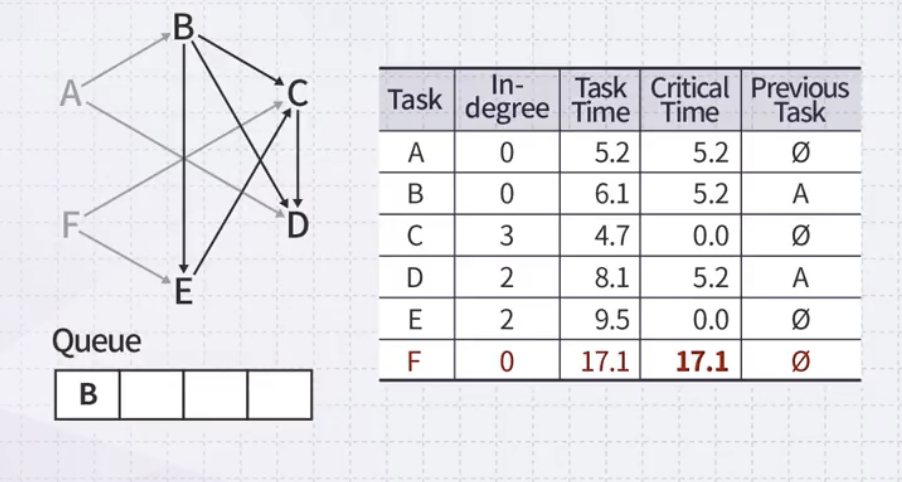 B
A
C
F
D
E
Queue
B
Task In-degree Task Time Critical Time Previous Task
A 0 5.2 5.2 Ø
B 0 6.1 5.2 A
C 3 4.7 0.0 Ø
D 2 8.1 5.2 A
E 2 9.5 0.0 Ø
F 0 17.1 17.1 Ø